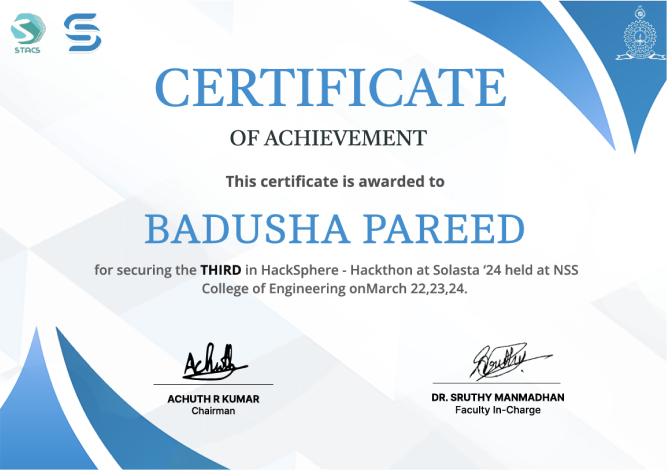 STACS
CERTIFICATE
OF ACHIEVEMENT
This certificate is awarded to
BADUSHA PAREED
for securing the THIRD in HackSphere - Hackthon at Solasta ‘24 held at NSS
College of Engineering onMarch 22,23,24.
Achuth
Sruthy
ACHUTH R KUMAR
Chairman
DR. SRUTHY MANMADHAN
Faculty In-Charge